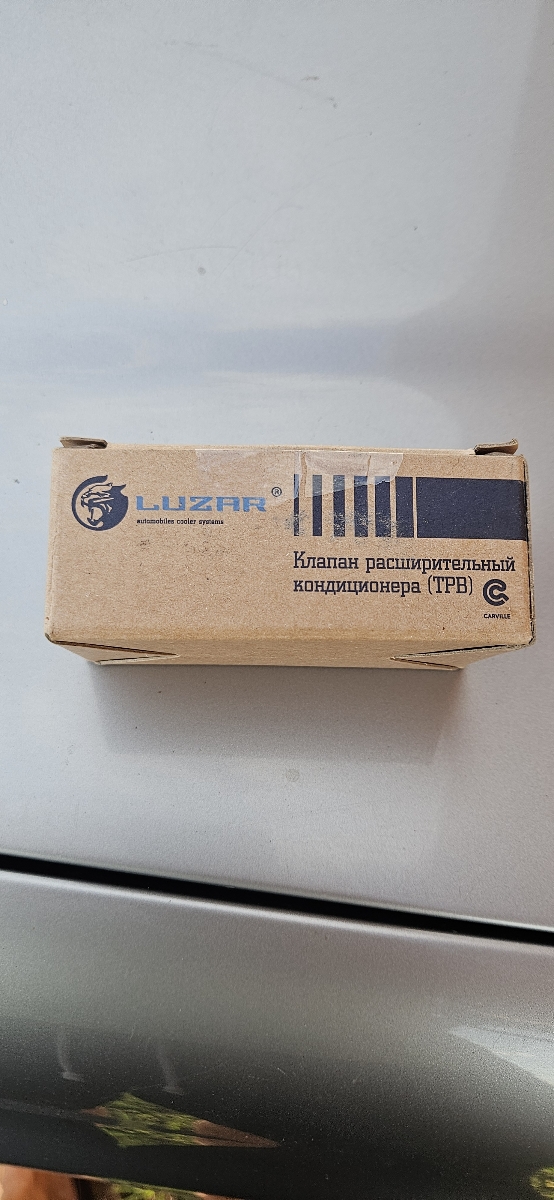 LUZAR®
automobiles cooler systems
Клапан расширительный
кондиционера (ТРВ)
CARVILLE